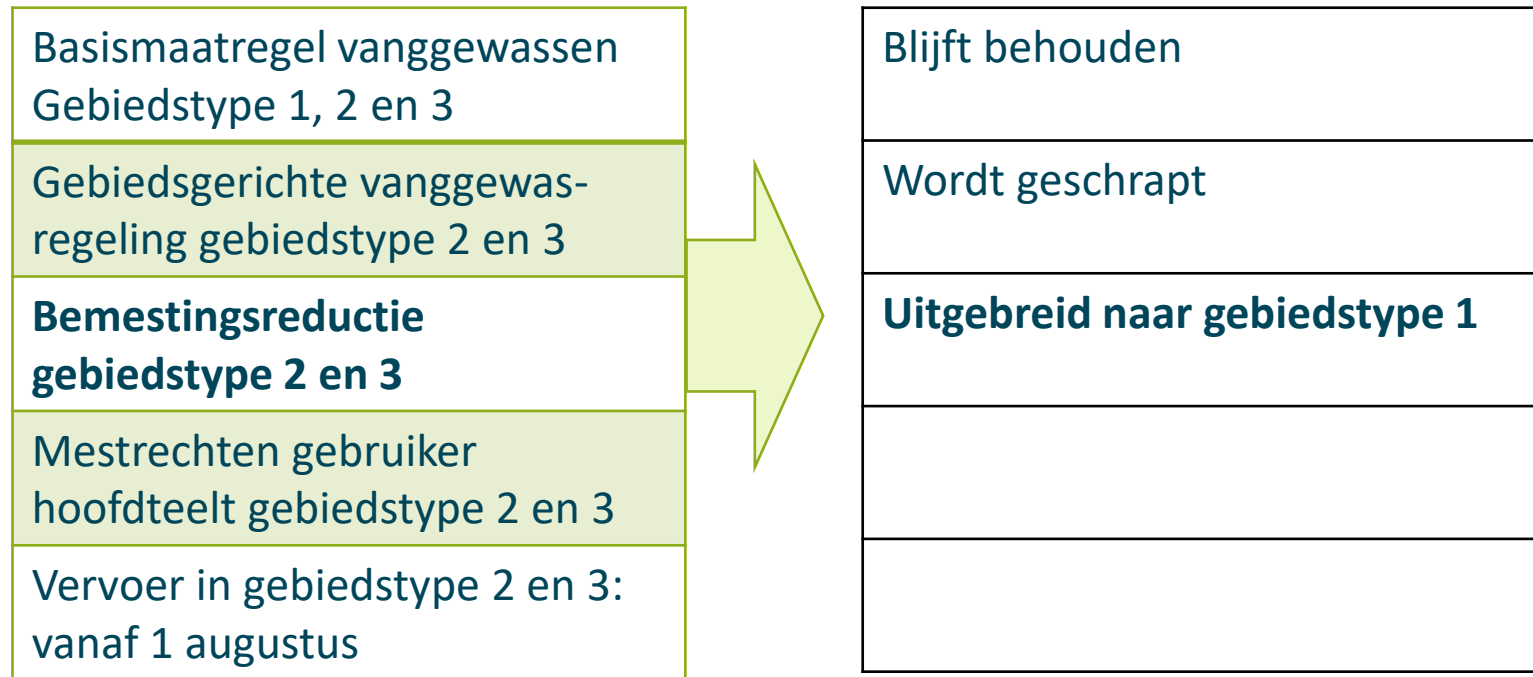 Basismaatregel vanggewassen
Gebiedstype 1, 2 en 3
Blijft behouden
Gebiedsgerichte vanggewas-
regeling gebiedstype 2 en 3
Wordt geschrapt
Bemestingsreductie
gebiedstype 2 en 3
Uitgebreid naar gebiedstype 1
Mestrechten gebruiker
hoofdteelt gebiedstype 2 en 3
Vervoer in gebiedstype 2 en 3:
vanaf 1 augustus